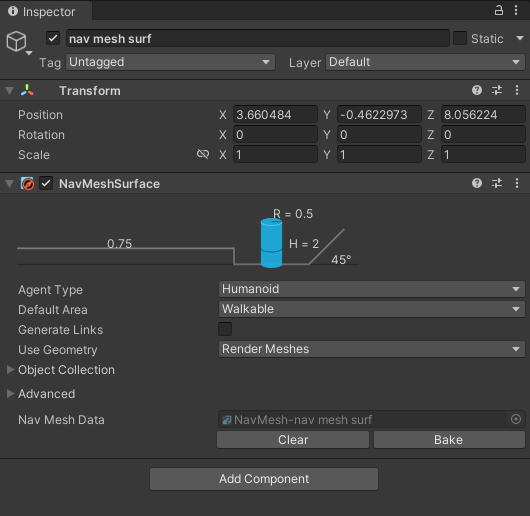 Inspector
nav mesh surf Static
Tag Untagged Layer Default
Transform
Position X 3.660484 Y -0.4622973 Z 8.056224
Rotation X 0 Y 0 Z 0
Scale X 1 Y 1 Z 1
NavMeshSurface
R = 0.5
0.75 H = 2
45°
Agent Type Humanoid
Default Area Walkable
Generate Links
Use Geometry Render Meshes
Object Collection
Advanced
Nav Mesh Data NavMesh-nav mesh surf
Clear Bake
Add Component